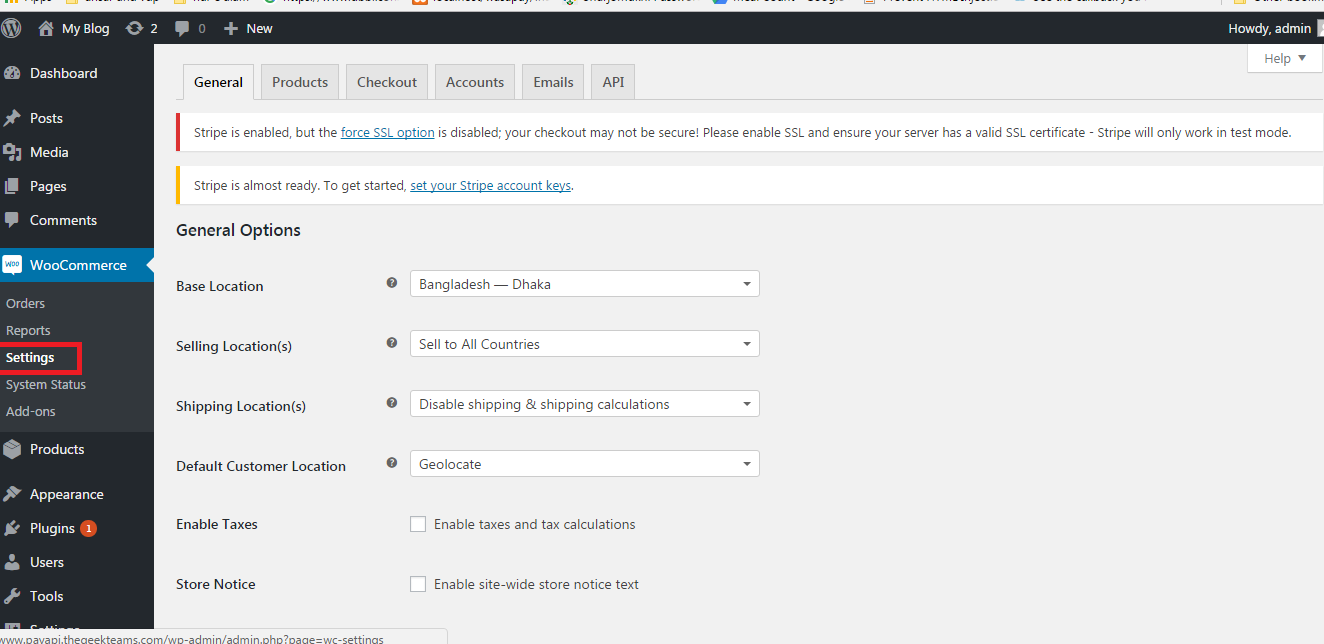 My Blog 2 0 New Howdy, admin
Help
Dashboard
Posts
Media
Pages
Comments
WooCommerce
Orders
Reports
Settings
System Status
Add-ons
Products
Appearance
Plugins 1
Users
Tools
Settings
General Products Checkout Accounts Emails API
Stripe is enabled, but the force SSL option is disabled; your checkout may not be secure! Please enable SSL and ensure your server has a valid SSL certificate - Stripe will only work in test mode.
Stripe is almost ready. To get started, set your Stripe account keys.
General Options
Base Location ? Bangladesh — Dhaka
Selling Location(s) ? Sell to All Countries
Shipping Location(s) ? Disable shipping & shipping calculations
Default Customer Location ? Geolocate
Enable Taxes Enable taxes and tax calculations
Store Notice Enable site-wide store notice text
www.payapi.thegeekteams.com/wp-admin/admin.php?page=wc-settings